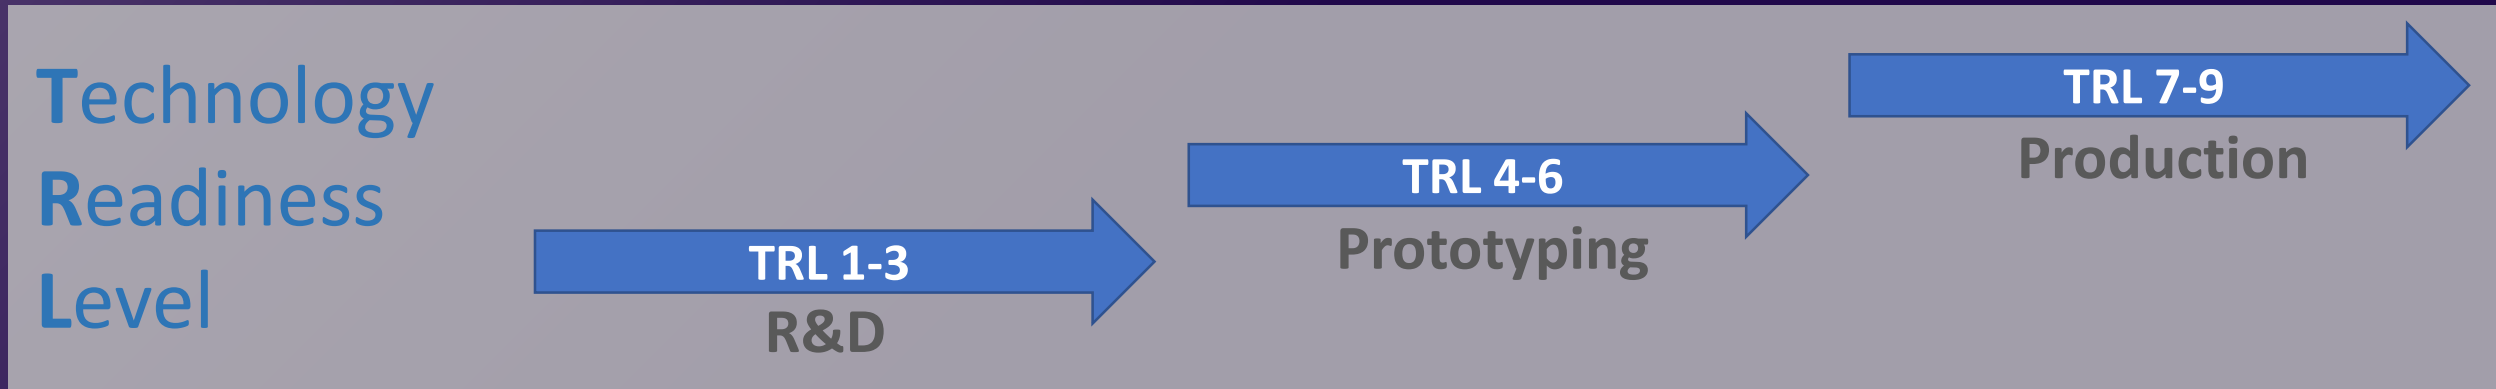 Technology
Readiness
Level
TRL 1-3
R&D
TRL 4-6
Prototyping
TRL 7-9
Production